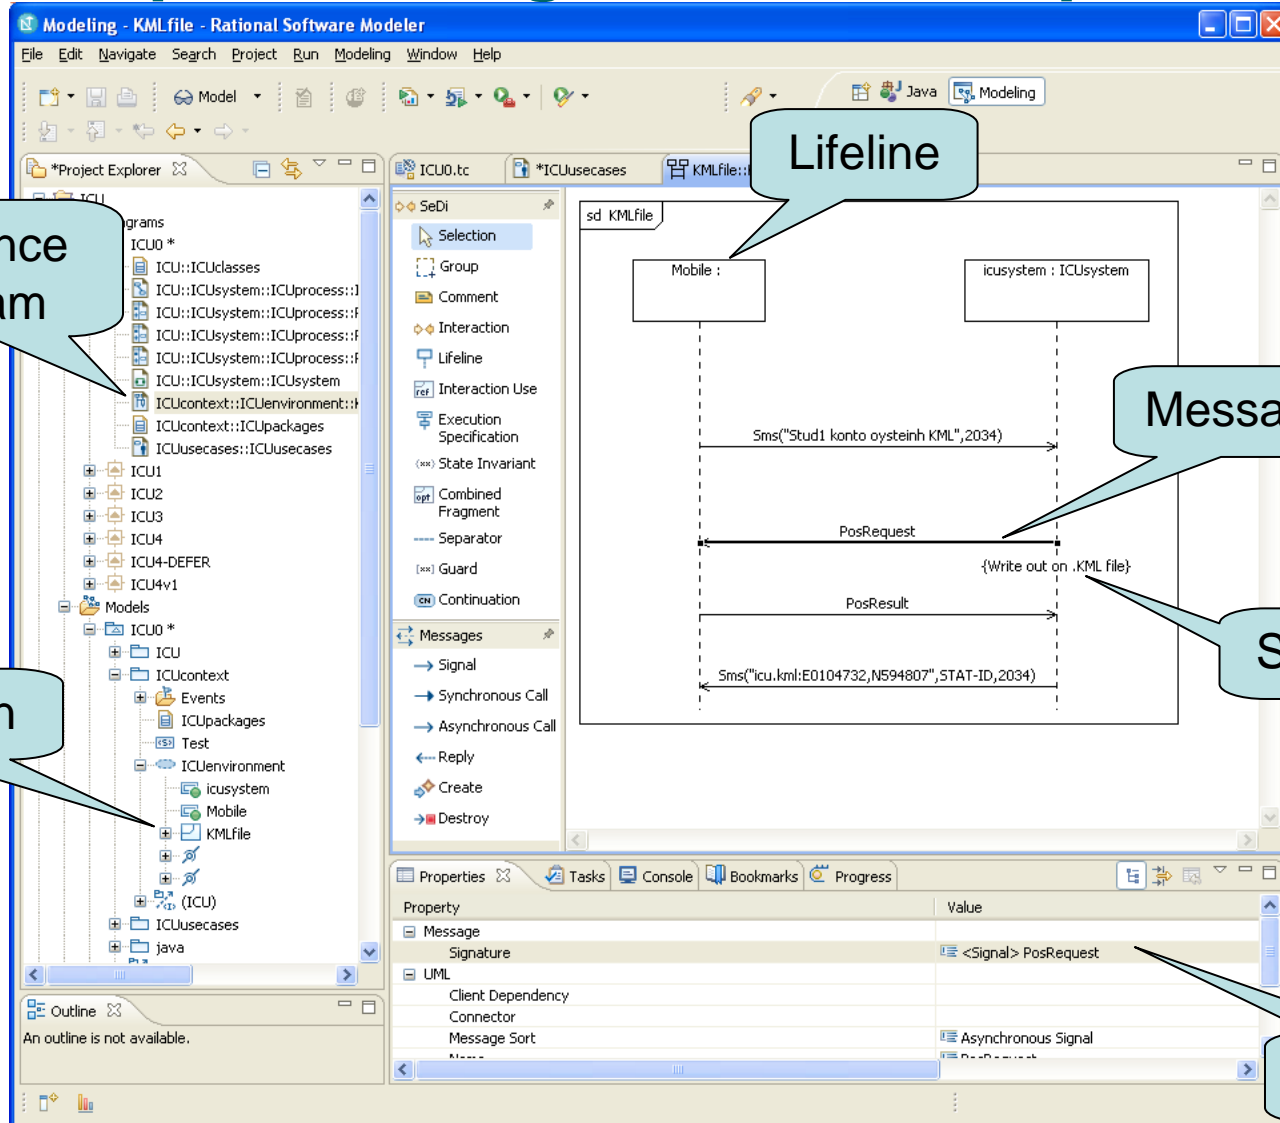 Modeling - KMLfile - Rational Software Modeler
File Edit Navigate Search Project Run Modeling Window Help
Model
Java
Modeling
Lifeline
*Project Explorer
ICU0.tc
*ICUusecases
KMLfile::
ICU
grams
ICU0 *
ICU::ICUclasses
ICU::ICUsystem::ICUprocess::
ICU::ICUsystem::ICUprocess::
ICU::ICUsystem::ICUprocess::
ICU::ICUsystem::ICUprocess::
ICU::ICUsystem::ICUsystem
ICUcontext::ICUenvironment::
ICUcontext::ICUpackages
ICUusecases::ICUusecases
ICU1
ICU2
ICU3
ICU4
ICU4-DEFER
ICU4v1
Models
ICU0 *
ICU
ICUcontext
Events
ICUpackages
Test
ICUenvironment
icusystem
Mobile
KMLfile
(ICU)
ICUusecases
java
nce
am
n
SeDi
Selection
Group
Comment
Interaction
Lifeline
ref Interaction Use
Execution
Specification
State Invariant
opt Combined
Fragment
Separator
Guard
CN Continuation
Messages
Signal
Synchronous Call
Asynchronous Call
Reply
Create
Destroy
sd KMLfile
Mobile :
icusystem : ICUsystem
Messa
Sms("Stud1 konto oysteinh KML",2034)
PosRequest
{Write out on .KML file}
PosResult
S
Sms("icu.kml:E0104732,N594807",STAT-ID,2034)
Properties
Tasks
Console
Bookmarks
Progress
Property Value
Message
Signature <Signal> PosRequest
UML
Client Dependency
Connector
Message Sort Asynchronous Signal
Name PosRequest
Outline
An outline is not available.